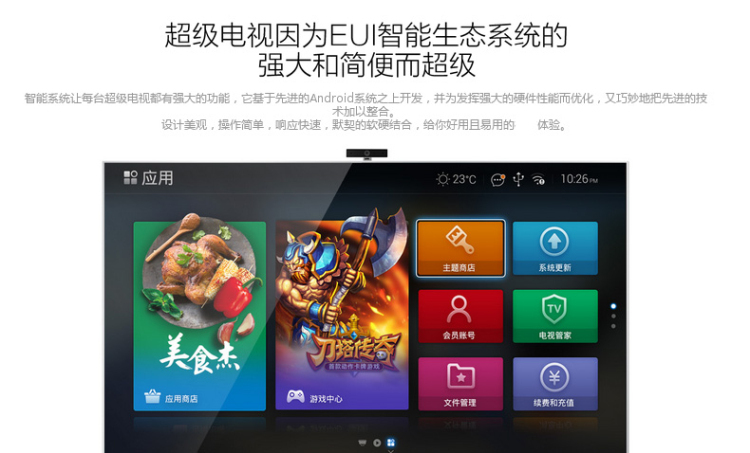 超级电视因为EUI智能生态系统的
强大和简便而超级
智能系统让每台超级电视都有强大的功能，它基于先进的Android系统之上开发，并为发挥强大的硬件性能而优化，又巧妙地把先进的技
术加以整合。
设计美观，操作简单，响应快速，默契的软硬结合，给你好用且易用的 体验。
应用
23°C
10:26PM
美食杰
应用商店
刀塔传奇
首款动作卡牌游戏
游戏中心
主题商店
系统更新
会员账号
TV
电视管家
文件管理
¥
续费和充值